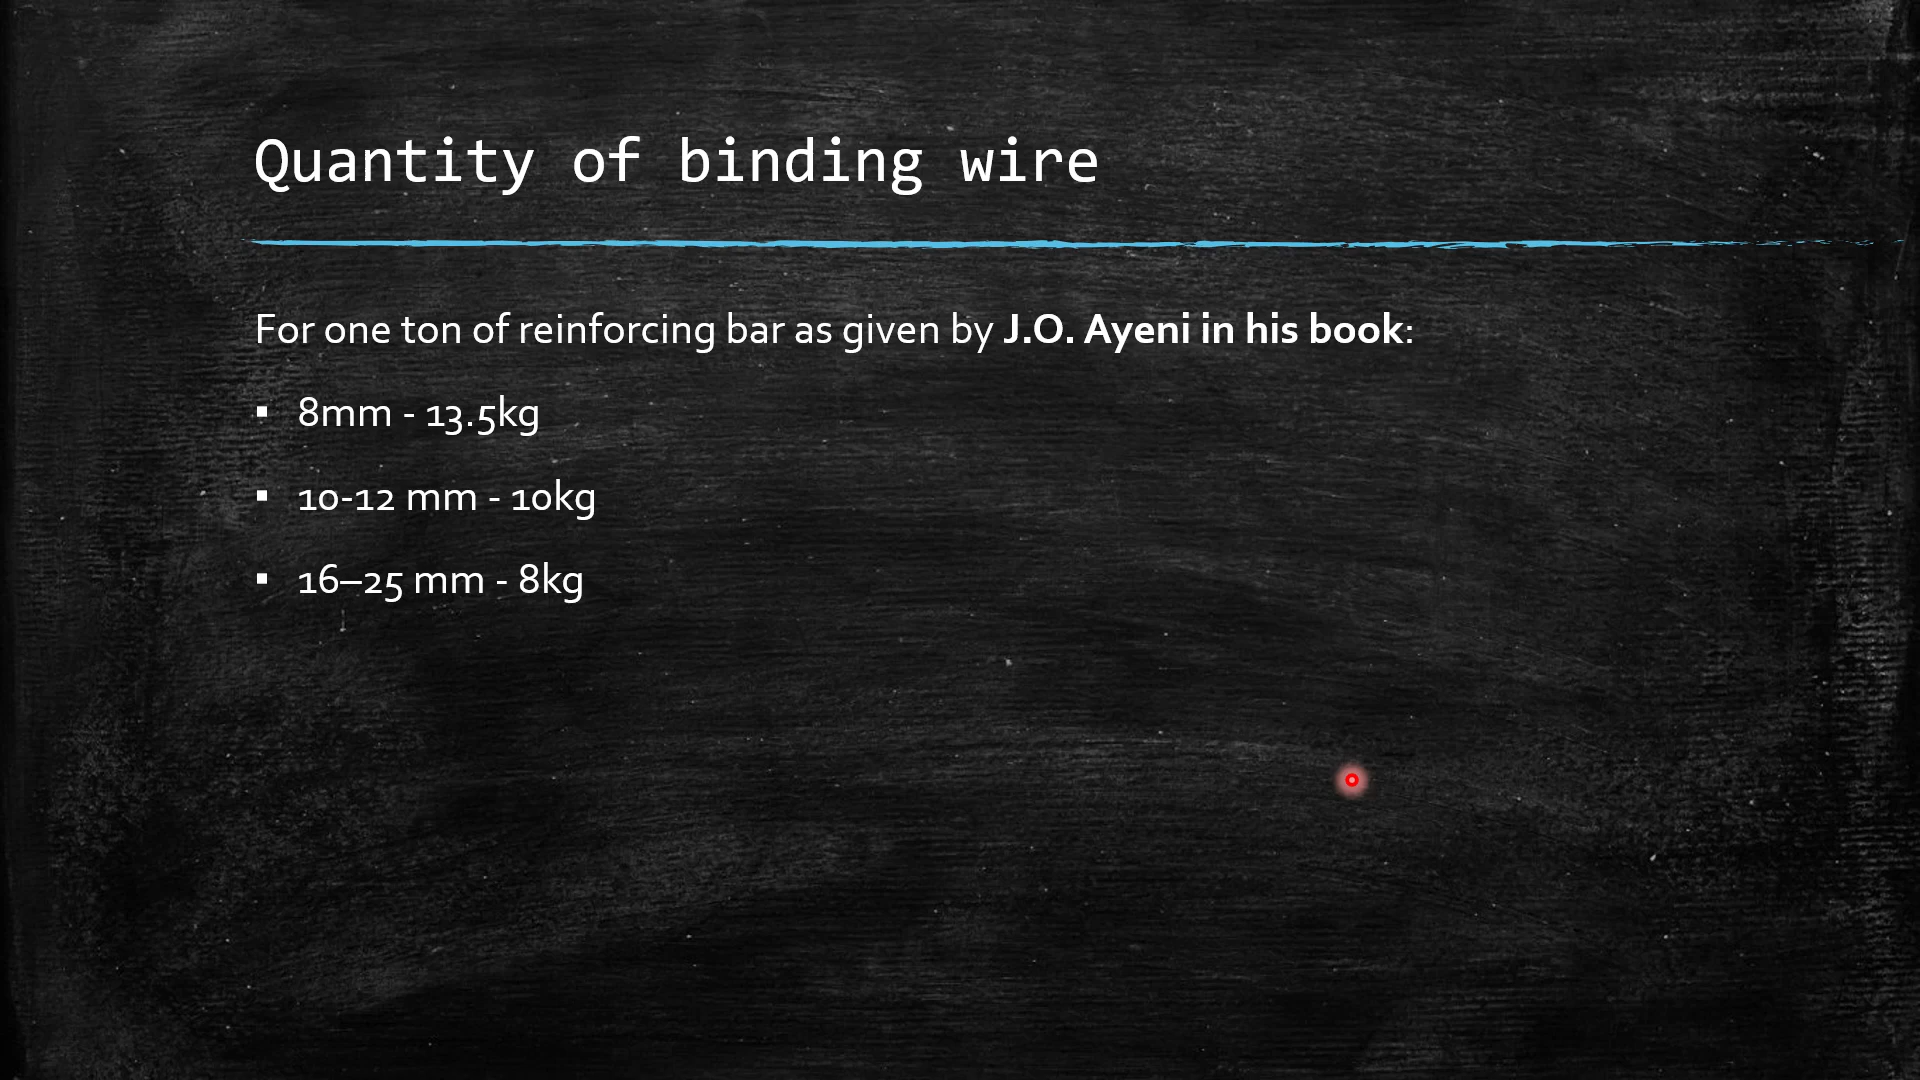 Quantity of binding wire
For one ton of reinforcing bar as given by J.O. Ayeni in his book:
▪ 8mm - 13.5kg
▪ 10-12 mm - 10kg
▪ 16–25 mm - 8kg